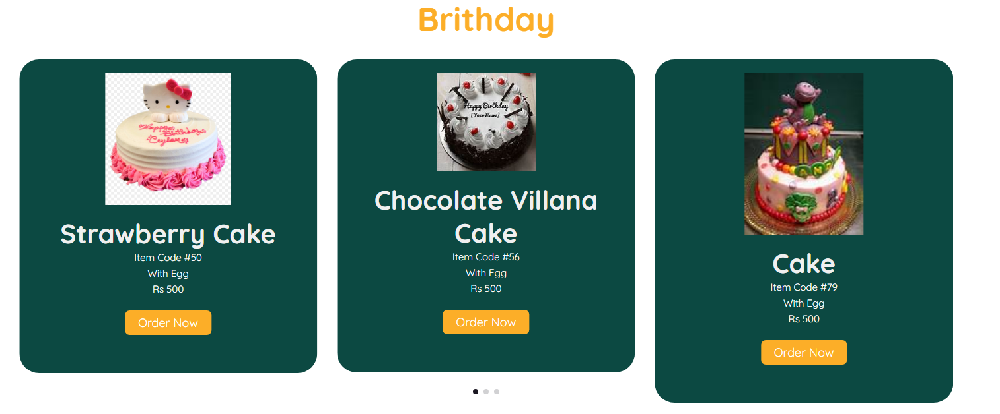 Brithday
Happy
Birthday
Ceylan
Strawberry Cake
Item Code #50
With Egg
Rs 500
Order Now
Happy Birthday
[Your Name]
Chocolate Villana
Cake
Item Code #56
With Egg
Rs 500
Order Now
Cake
Item Code #79
With Egg
Rs 500
Order Now